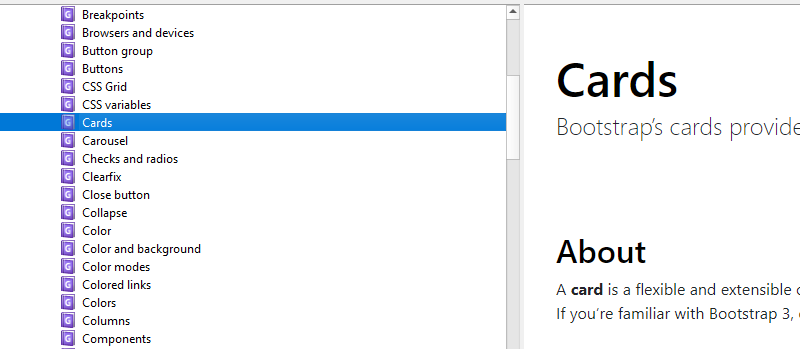 Breakpoints
Browsers and devices
Button group
Buttons
CSS Grid
CSS variables
Cards
Carousel
Checks and radios
Clearfix
Close button
Collapse
Color
Color and background
Color modes
Colored links
Colors
Columns
Components
Cards
Bootstrap's cards provide
About
A card is a flexible and extensible
If you're familiar with Bootstrap 3,